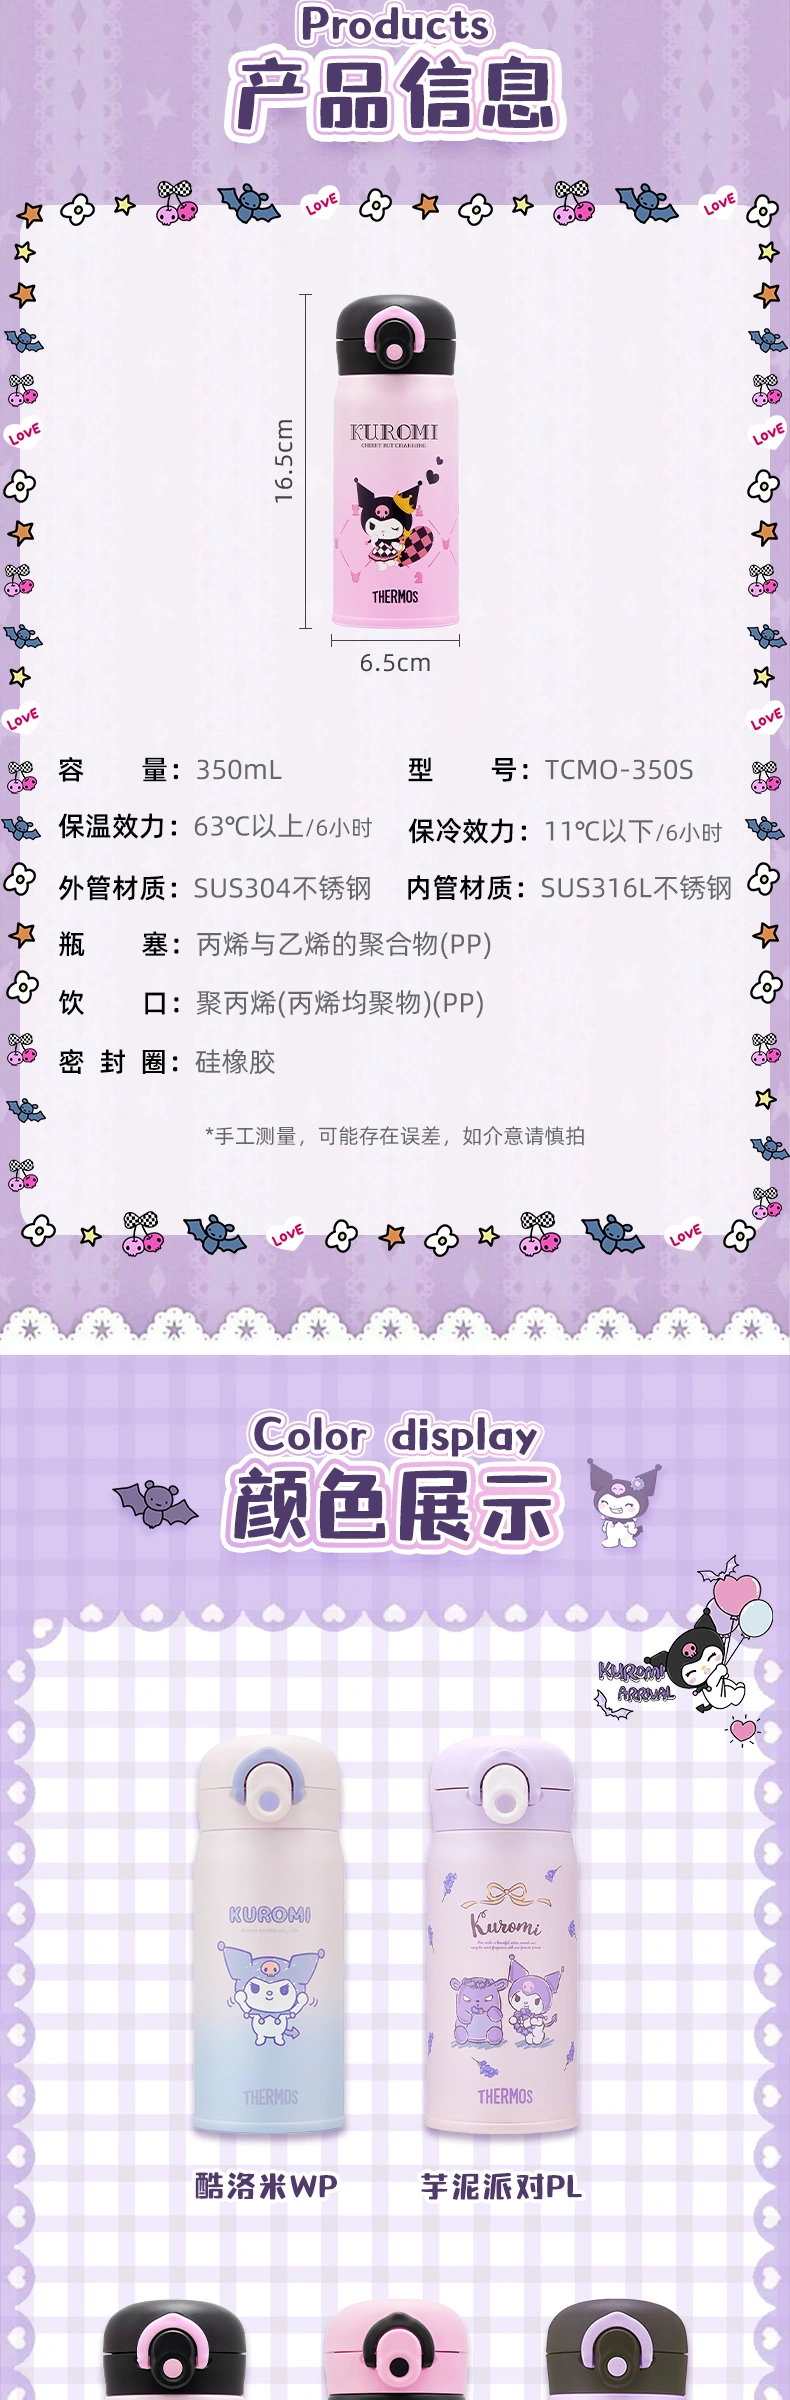 Products
产品信息
LOVE
LOVE
16.5cm
KUROMI
CHEEKY BUT CHARMING
THERMOS
6.5cm
LOVE
LOVE
LOVE
LOVE
容 量：350mL
型 号：TCMO-350S
保温效力：63℃以上/6小时
保冷效力：11℃以下/6小时
外管材质：SUS304不锈钢
内管材质：SUS316L不锈钢
瓶 塞：丙烯与乙烯的聚合物(PP)
饮 口：聚丙烯(丙烯均聚物)(PP)
密 封 圈：硅橡胶
*手工测量，可能存在误差，如介意请慎拍
LOVE
LOVE
Color display
颜色展示
KUROMI
ARRIVAL
KUROMI
THERMOS
Kuromi
THERMOS
酷洛米WP
芋泥派对PL